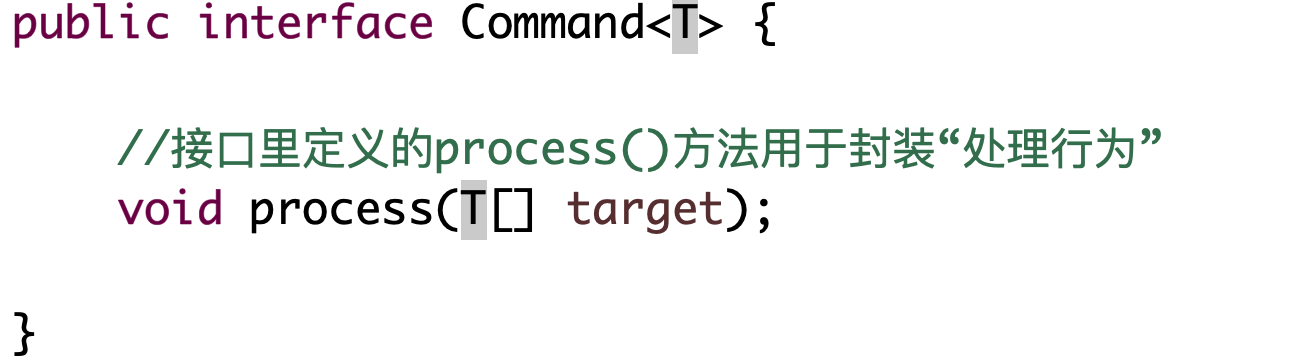 public interface Command<T> {
//接口里定义的process()方法用于封装“处理行为”
void process(T[] target);
}